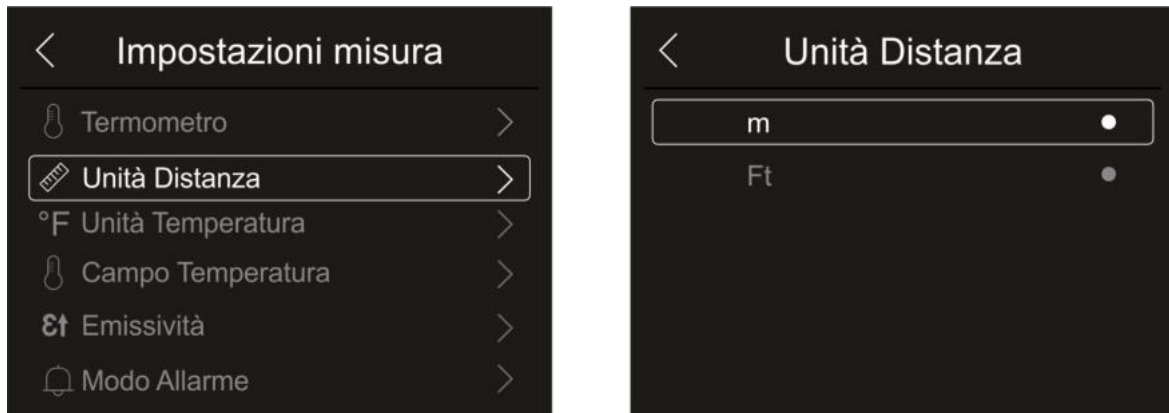 Impostazioni misura
Termometro
Unità Distanza
°F Unità Temperatura
Campo Temperatura
Ɛ↑ Emissività
Modo Allarme
Unità Distanza
m
Ft